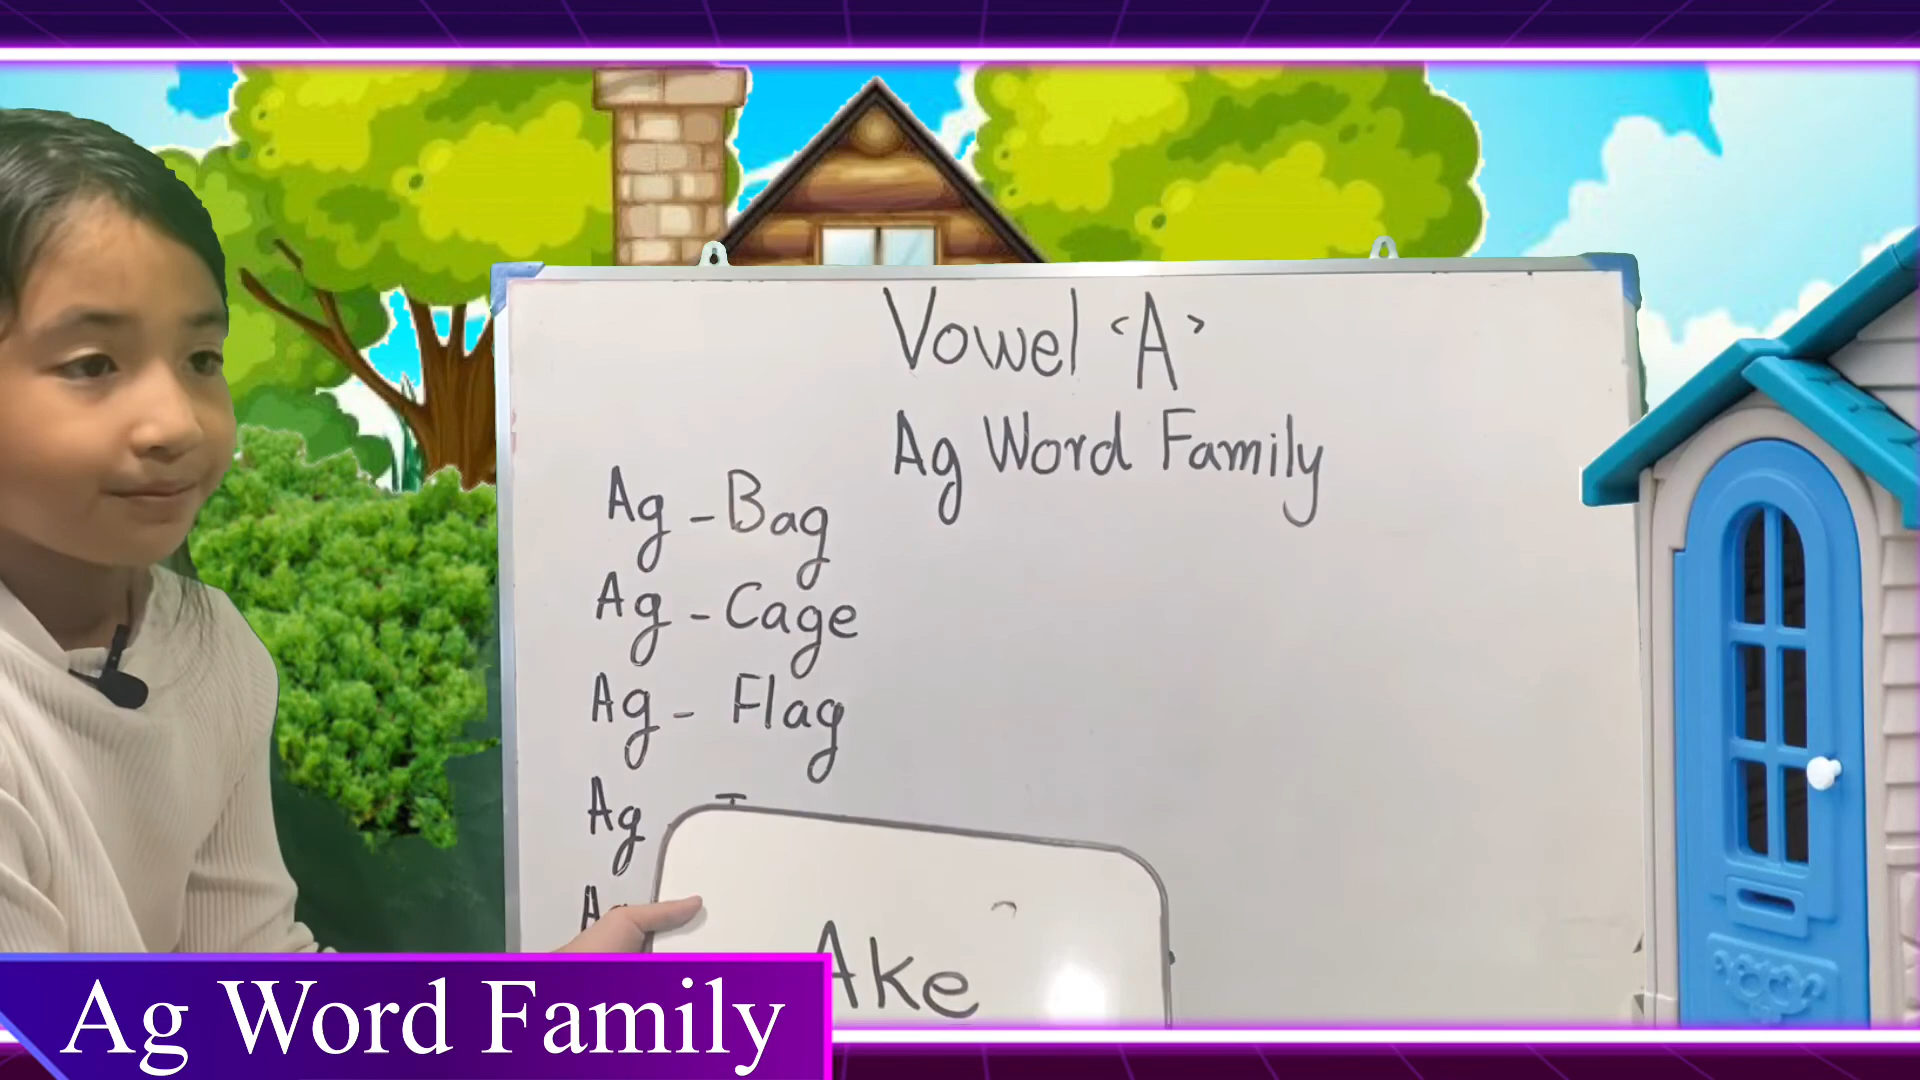 Vowel 'A'
Ag Word Family
Ag - Bag
Ag - Cage
Ag - Flag
Ag
Ake
Ag Word Family